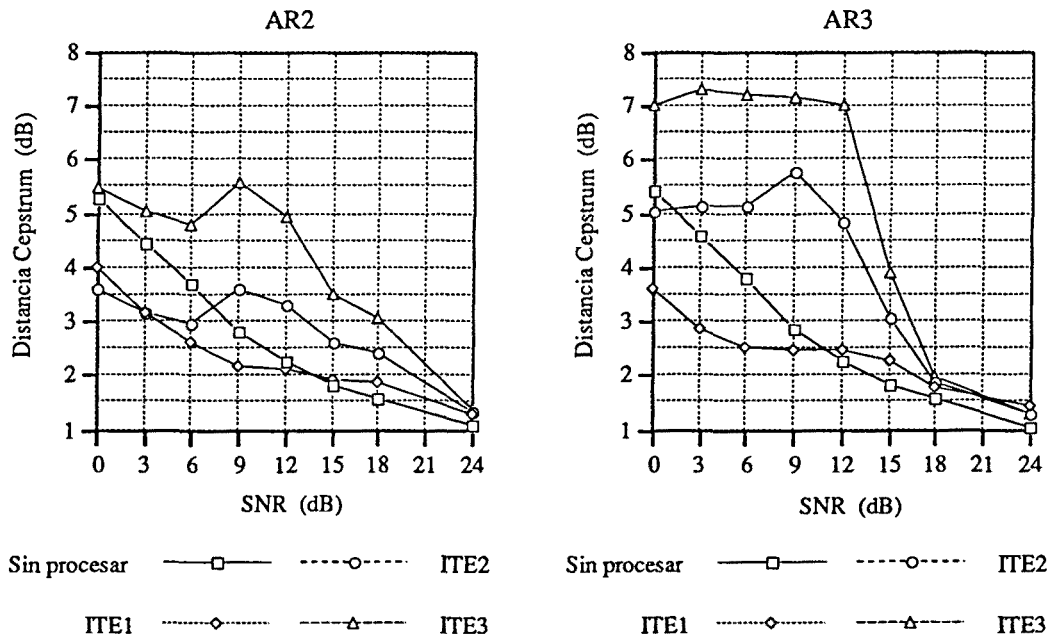 AR2
8
7
6
5
4
3
2
1
Distancia Cepstrum (dB)
0 3 6 9 12 15 18 21 24
SNR (dB)
Sin procesar
ITE2
ITE1
ITE3
AR3
8
7
6
5
4
3
2
1
Distancia Cepstrum (dB)
0 3 6 9 12 15 18 21 24
SNR (dB)
Sin procesar
ITE2
ITE1
ITE3